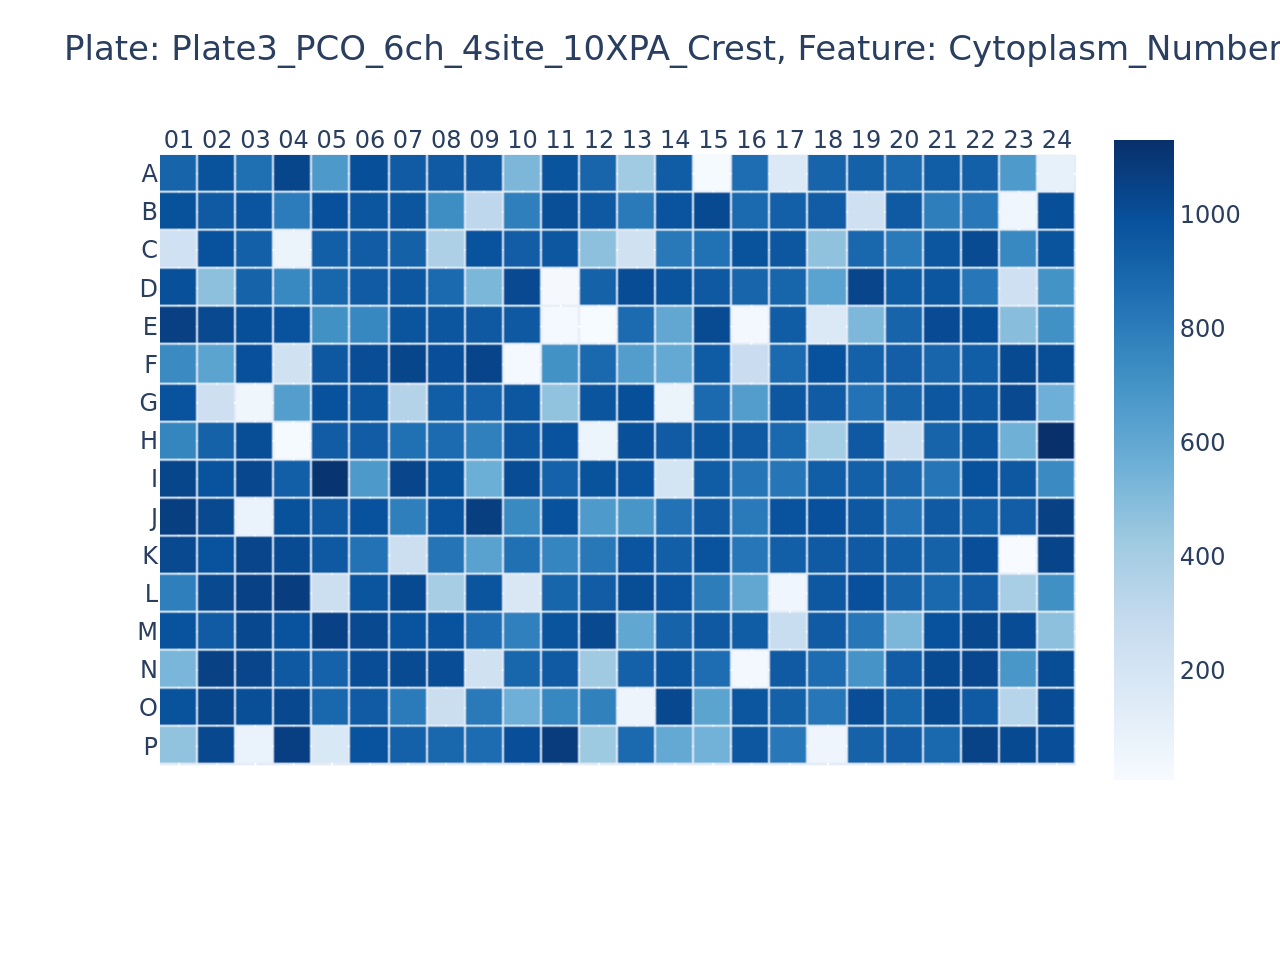 Plate: Plate3_PCO_6ch_4site_10XPA_Crest, Feature: Cytoplasm_Number
01 02 03 04 05 06 07 08 09 10 11 12 13 14 15 16 17 18 19 20 21 22 23 24
A
B
1000
C
D
E
800
F
G
H
600
I
J
K
400
L
M
N
200
O
P